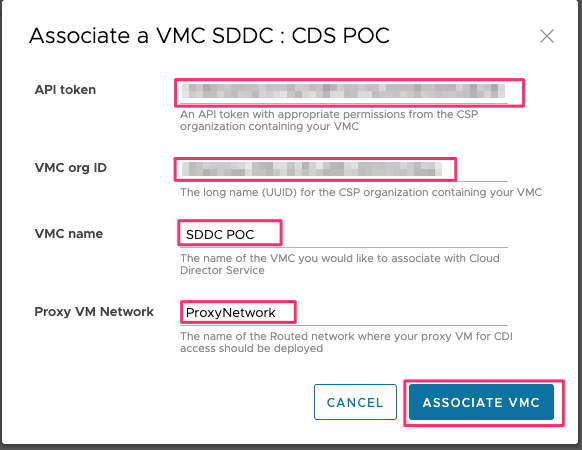 Associate a VMC SDDC : CDS POC
API token
An API token with appropriate permissions from the CSP
organization containing your VMC
VMC org ID
The long name (UUID) for the CSP organization containing your VMC
VMC name
SDDC POC
The name of the VMC you would like to associate with Cloud
Director Service
Proxy VM Network
ProxyNetwork
The name of the Routed network where your proxy VM for CDI
access should be deployed
CANCEL
ASSOCIATE VMC